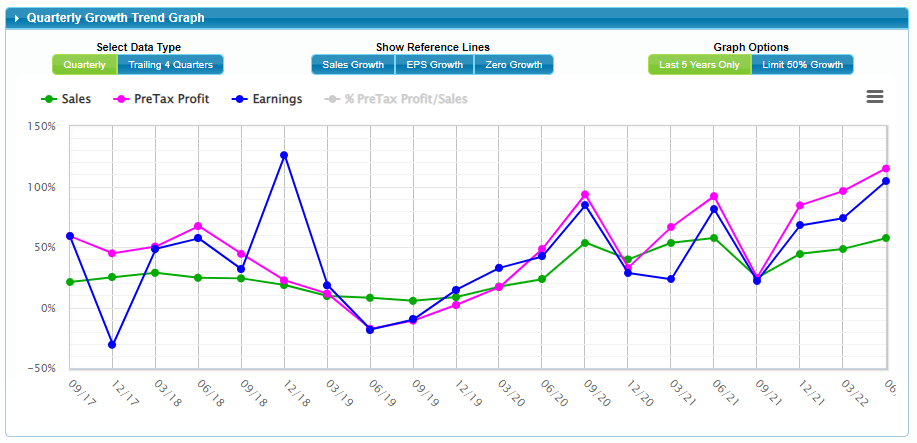 Quarterly Growth Trend Graph
Select Data Type
Show Reference Lines
Graph Options
Quarterly Trailing 4 Quarters
Sales Growth EPS Growth Zero Growth
Last 5 Years Only Limit 50% Growth
Sales PreTax Profit Earnings % PreTax Profit/Sales
150%
100%
50%
0%
-50%
09/17 12/17 03/18 06/18 09/18 12/18 03/19 06/19 09/19 12/19 03/20 06/20 09/20 12/20 03/21 06/21 09/21 12/21 03/22 06